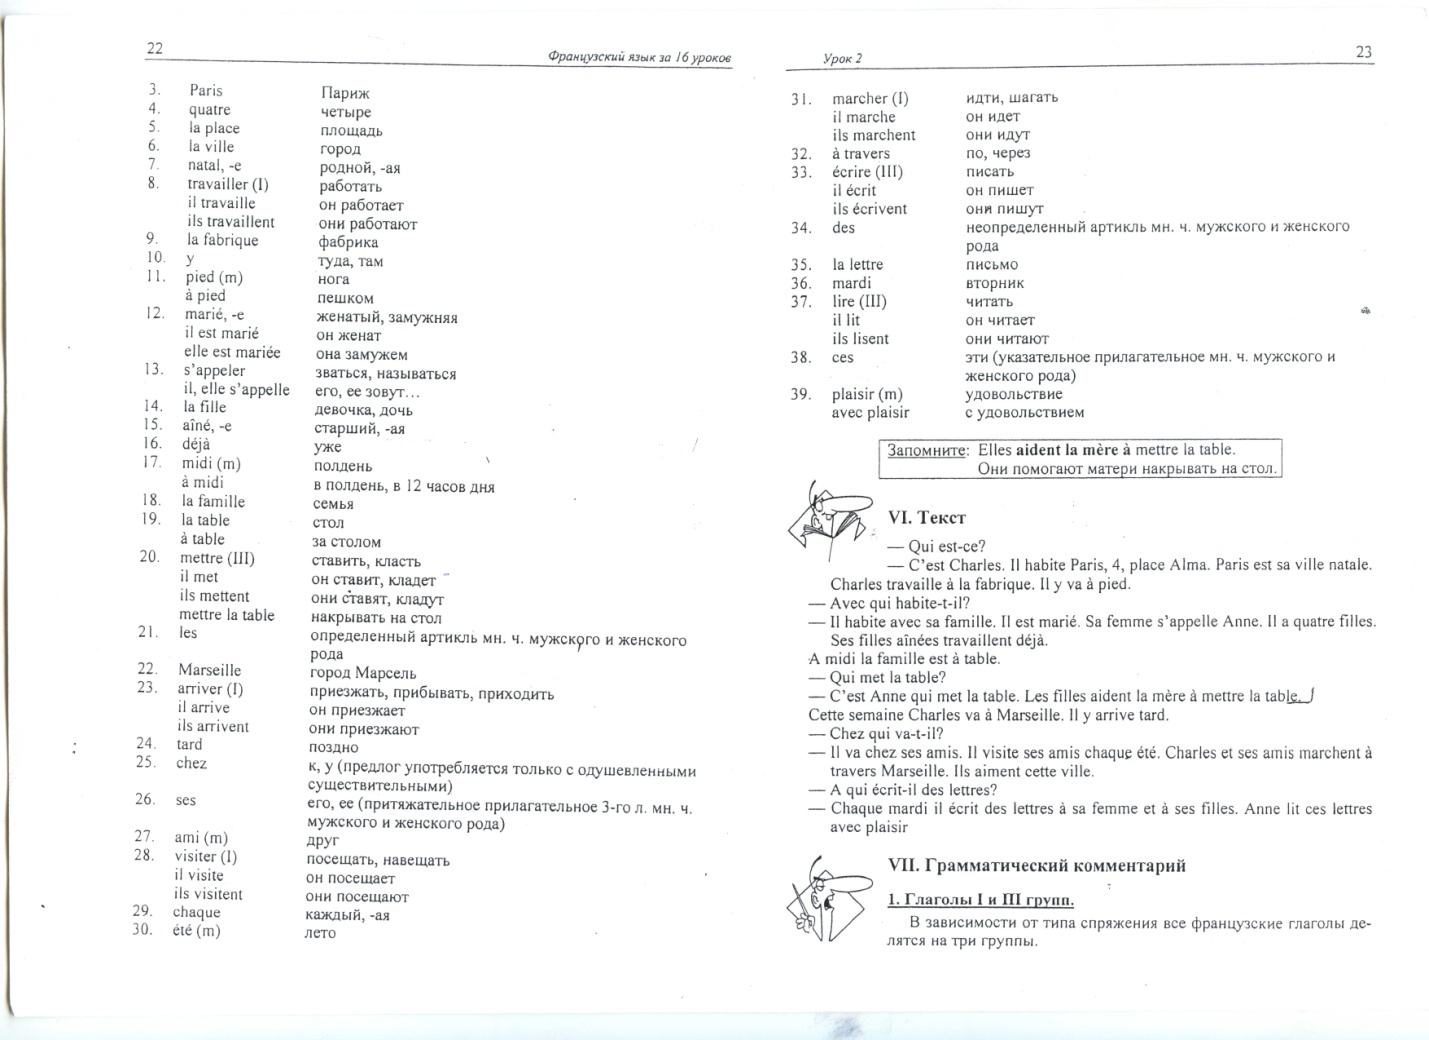 22
Французский язык за 16 уроков
3. Paris Париж
4. quatre четыре
5. la place площадь
6. la ville город
7. natal, -e родной, -ая
8. travailler (I) работать
il travaille он работает
ils travaillent они работают
9. la fabrique фабрика
10. y туда, там
11. pied (m) нога
à pied пешком
12. marié, -e женатый, замужняя
il est marié он женат
elle est mariée она замужем
13. s'appeler зваться, называться
il, elle s'appelle его, ее зовут...
14. la fille девочка, дочь
15. aîné, -e старший, -ая
16. déjà уже
17. midi (m) полдень
à midi в полдень, в 12 часов дня
18. la famille семья
19. la table стол
à table за столом
20. mettre (III) ставить, класть
il met он ставит, кладет
ils mettent они ставят, кладут
mettre la table накрывать на стол
21. les определенный артикль мн. ч. мужского и женского
рода
22. Marseille город Марсель
23. arriver (I) приезжать, прибывать, приходить
il arrive он приезжает
ils arrivent они приезжают
24. tard поздно
25. chez к, у (предлог употребляется только с одушевленными
существительными)
26. ses его, ее (притяжательное прилагательное 3-го л. мн. ч.
мужского и женского рода)
27. ami (m) друг
28. visiter (I) посещать, навещать
il visite он посещает
ils visitent они посещают
29. chaque каждый, -ая
30. été (m) лето
Урок 2
23
31. marcher (I) идти, шагать
il marche он идет
ils marchent они идут
32. à travers по, через
33. écrire (III) писать
il écrit он пишет
ils écrivent они пишут
34. des неопределенный артикль мн. ч. мужского и женского
рода
35. la lettre письмо
36. mardi вторник
37. lire (III) читать
il lit он читает
ils lisent они читают
38. ces эти (указательное прилагательное мн. ч. мужского и
женского рода)
39. plaisir (m) удовольствие
avec plaisir с удовольствием
Запомните: Elles aident la mère à mettre la table.
Они помогают матери накрывать на стол.
VI. Текст
— Qui est-ce?
— C'est Charles. Il habite Paris, 4, place Alma. Paris est sa ville natale.
Charles travaille à la fabrique. Il y va à pied.
— Avec qui habite-t-il?
— Il habite avec sa famille. Il est marié. Sa femme s'appelle Anne. Il a quatre filles.
Ses filles aînées travaillent déjà.
A midi la famille est à table.
— Qui met la table?
— C'est Anne qui met la table. Les filles aident la mère à mettre la table.
Cette semaine Charles va à Marseille. Il y arrive tard.
— Chez qui va-t-il?
— Il va chez ses amis. Il visite ses amis chaque été. Charles et ses amis marchent à
travers Marseille. Ils aiment cette ville.
— A qui écrit-il des lettres?
— Chaque mardi il écrit des lettres à sa femme et à ses filles. Anne lit ces lettres
avec plaisir
VII. Грамматический комментарий
1. Глаголы I и III групп.
В зависимости от типа спряжения все французские глаголы де-
лятся на три группы.